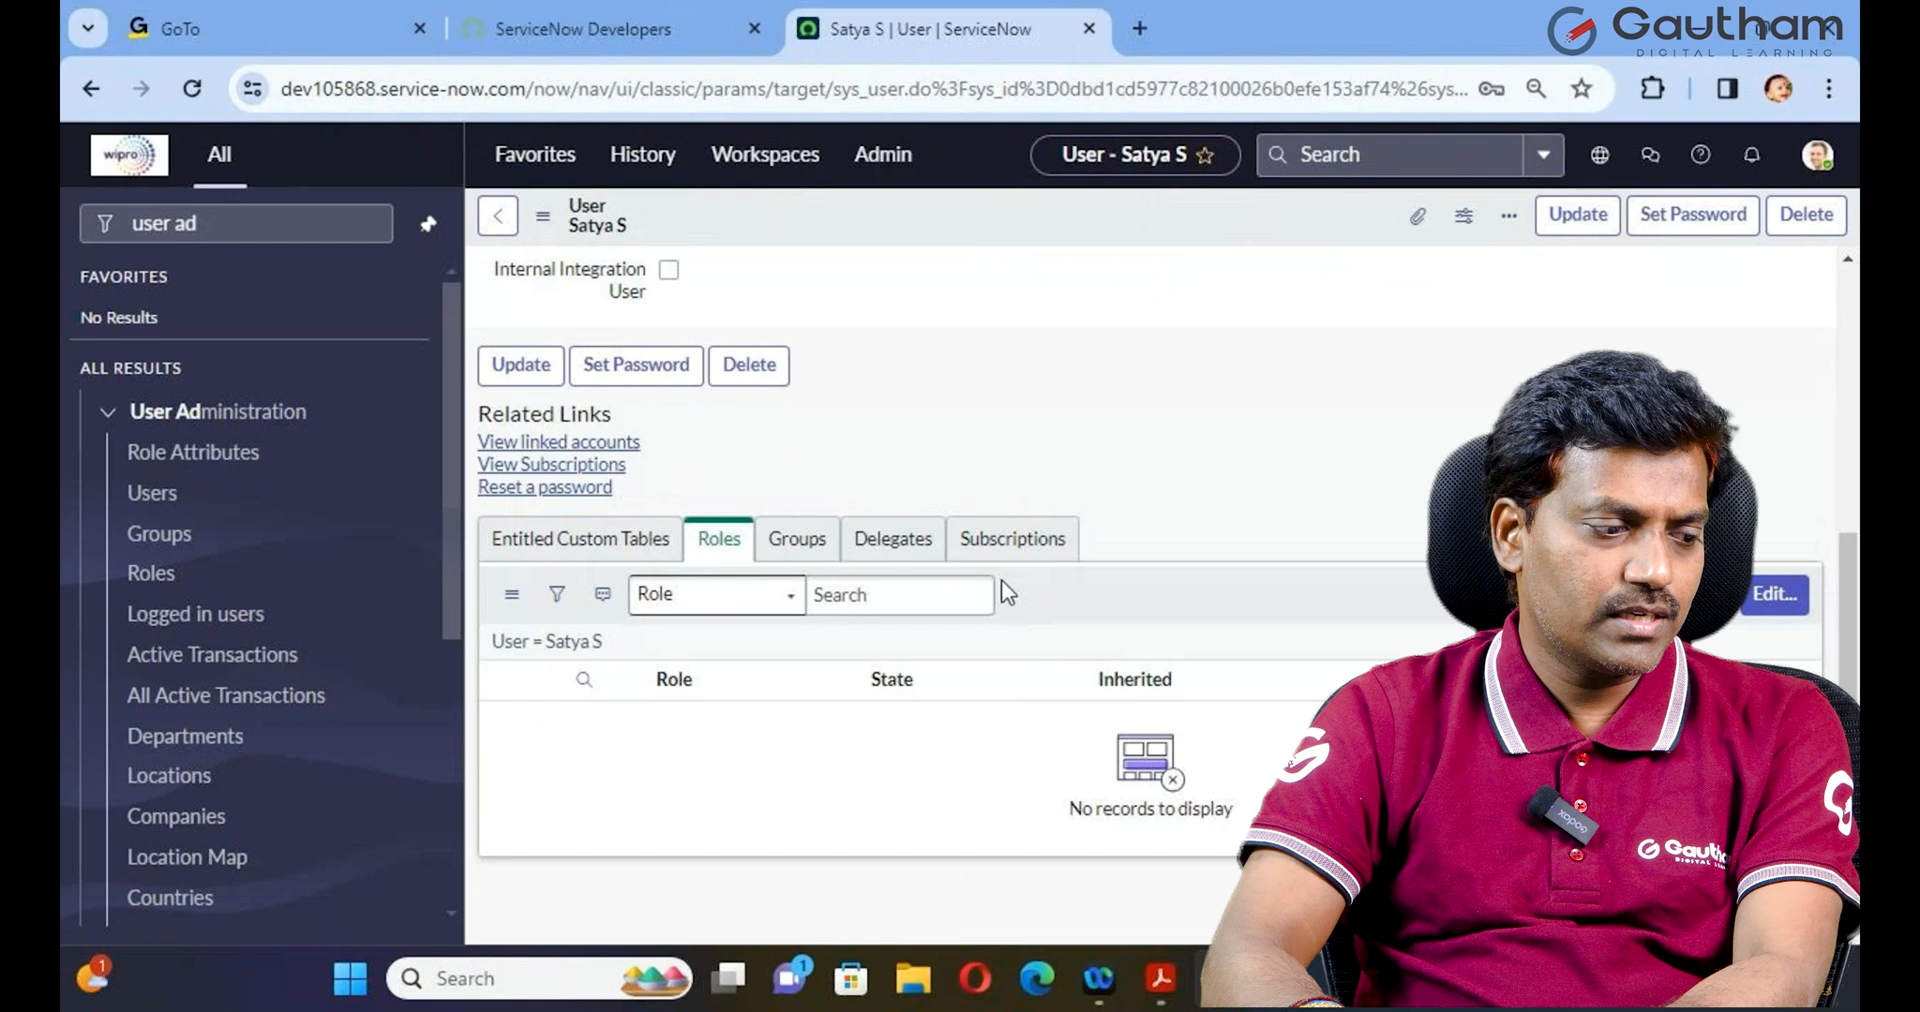 GoTo
ServiceNow Developers
Satya S | User | ServiceNow
Gautham
DIGITAL LEARNING
dev105868.service-now.com/now/nav/ui/classic/params/target/sys_user.do%3Fsys_id%3D0dbd1cd5977c82100026b0efe153af74%26sys...
wipro
All
Favorites
History
Workspaces
Admin
User - Satya S
Search
user ad
FAVORITES
No Results
ALL RESULTS
User Administration
Role Attributes
Users
Groups
Roles
Logged in users
Active Transactions
All Active Transactions
Departments
Locations
Companies
Location Map
Countries
User
Satya S
Update
Set Password
Delete
Internal Integration
User
Update
Set Password
Delete
Related Links
View linked accounts
View Subscriptions
Reset a password
Entitled Custom Tables
Roles
Groups
Delegates
Subscriptions
Role
Search
Edit...
User = Satya S
Role
State
Inherited
No records to display
Godox
1
Search
1